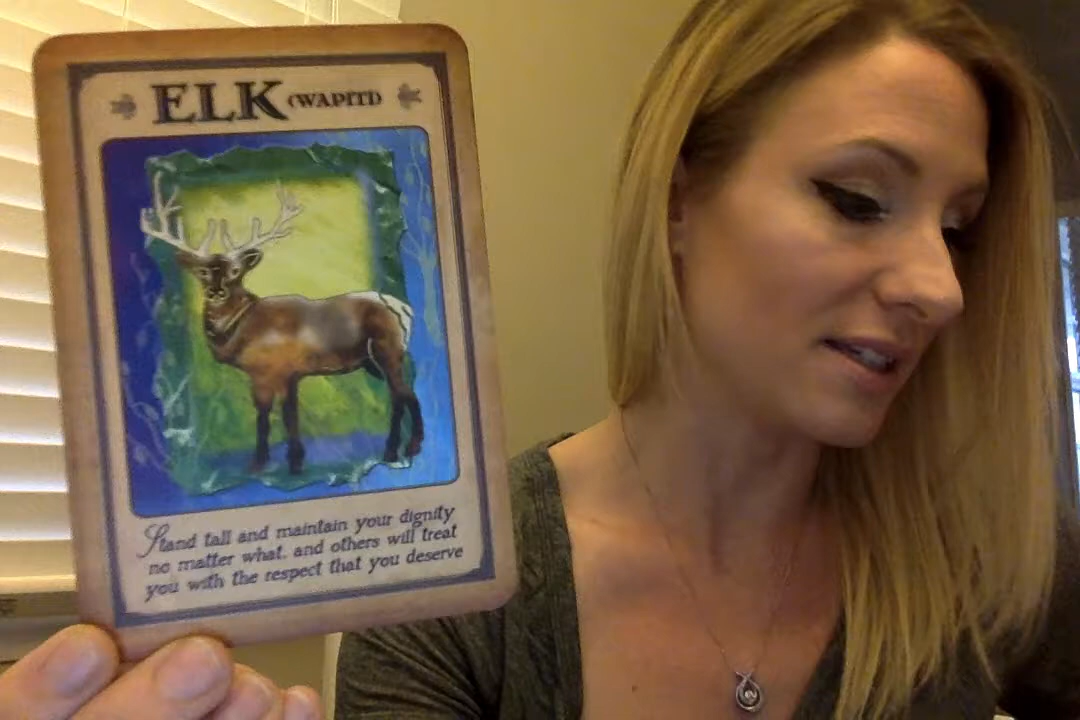 ELK (WAPITI)
Stand tall and maintain your dignity
no matter what, and others will treat
you with the respect that you deserve